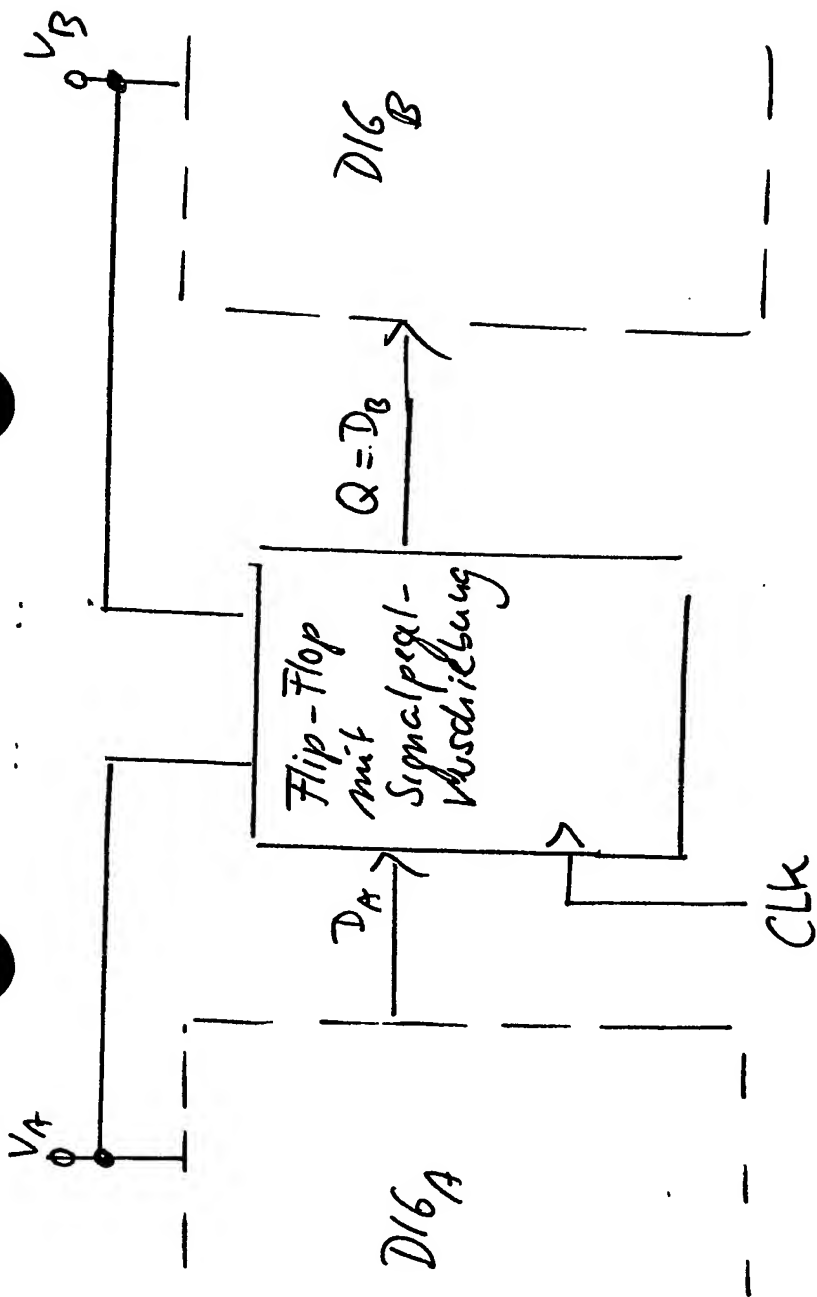 V_A
V_B
DIG_A
D_A
Flip-Flop
mit
Signalpegel-
verschiebung
CLK
Q = D_B
DIG_B